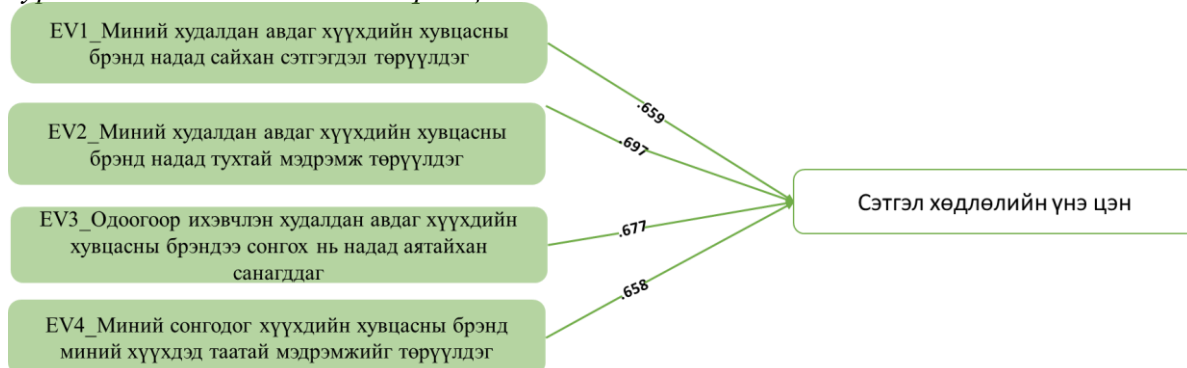 EV1_Миний худалдан авдаг хүүхдийн хувцасны
брэнд надад сайхан сэтгэгдэл төрүүлдэг
EV2_Миний худалдан авдаг хүүхдийн хувцасны
брэнд надад тухтай мэдрэмж төрүүлдэг
EV3_Одоогоор ихэвчлэн худалдан авдаг хүүхдийн
хувцасны брэндээ сонгох нь надад аятайхан
санагддаг
EV4_Миний сонгодог хүүхдийн хувцасны брэнд
миний хүүхдэд таатай мэдрэмжийг төрүүлдэг
.659
.697
.677
.658
Сэтгэл хөдлөлийн үнэ цэн